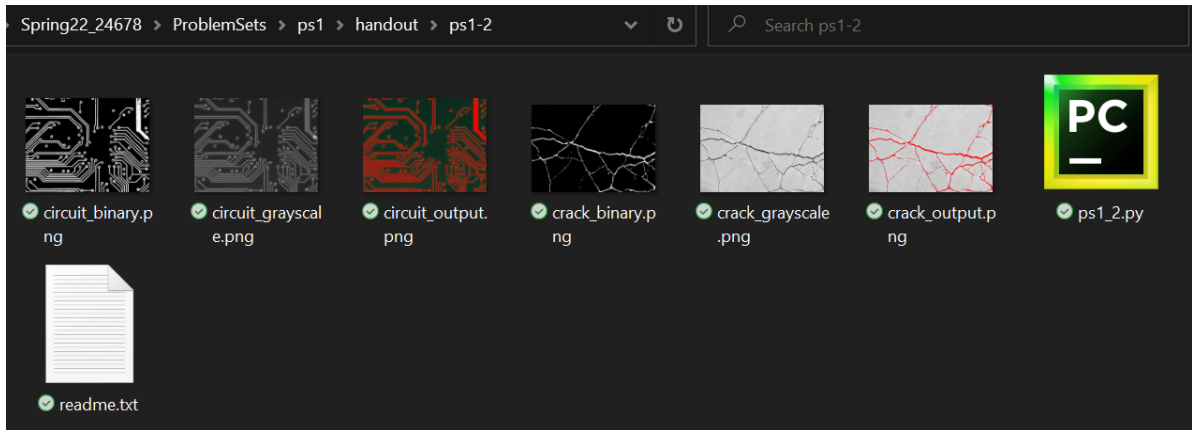 Spring22_24678 > ProblemSets > ps1 > handout > ps1-2
Search ps1-2
PC
circuit_binary.p
ng
circuit_grayscal
e.png
circuit_output.
png
crack_binary.p
ng
crack_grayscale
.png
crack_output.p
ng
ps1_2.py
readme.txt